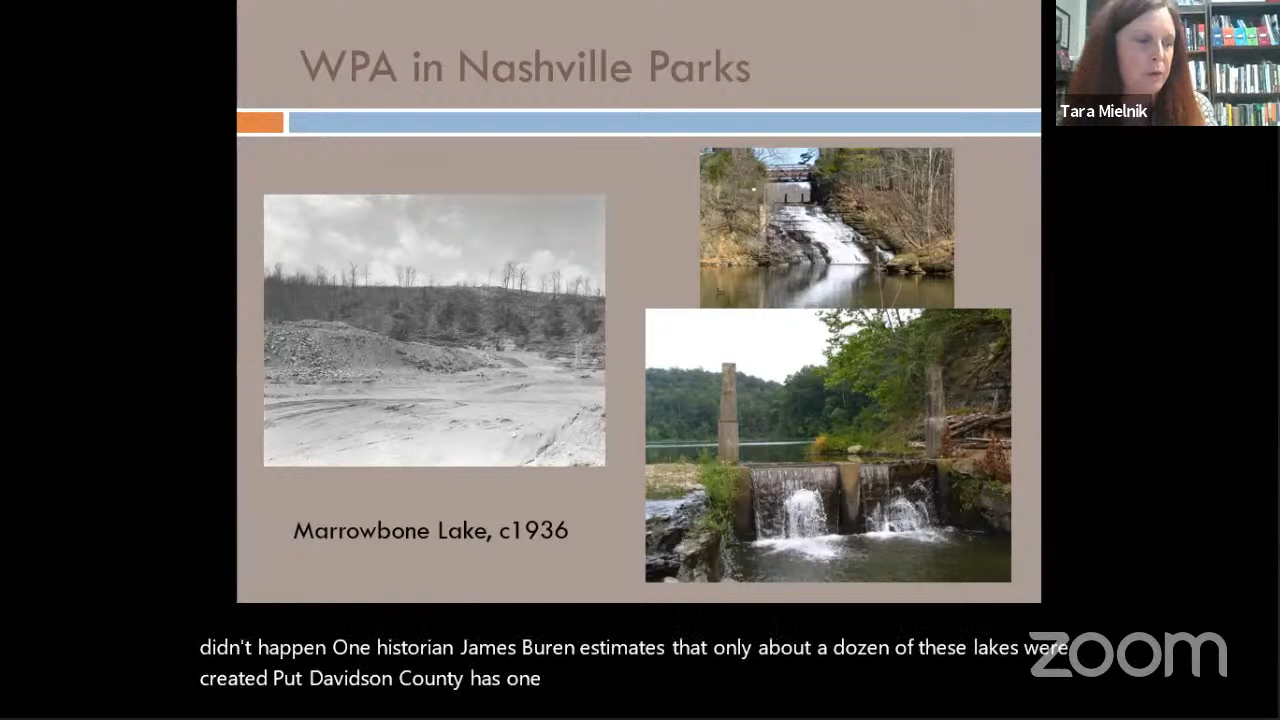 WPA in Nashville Parks
Tara Mielnik
Marrowbone Lake, c1936
didn't happen One historian James Buren estimates that only about a dozen of these lakes were
created Put Davidson County has one
zoom